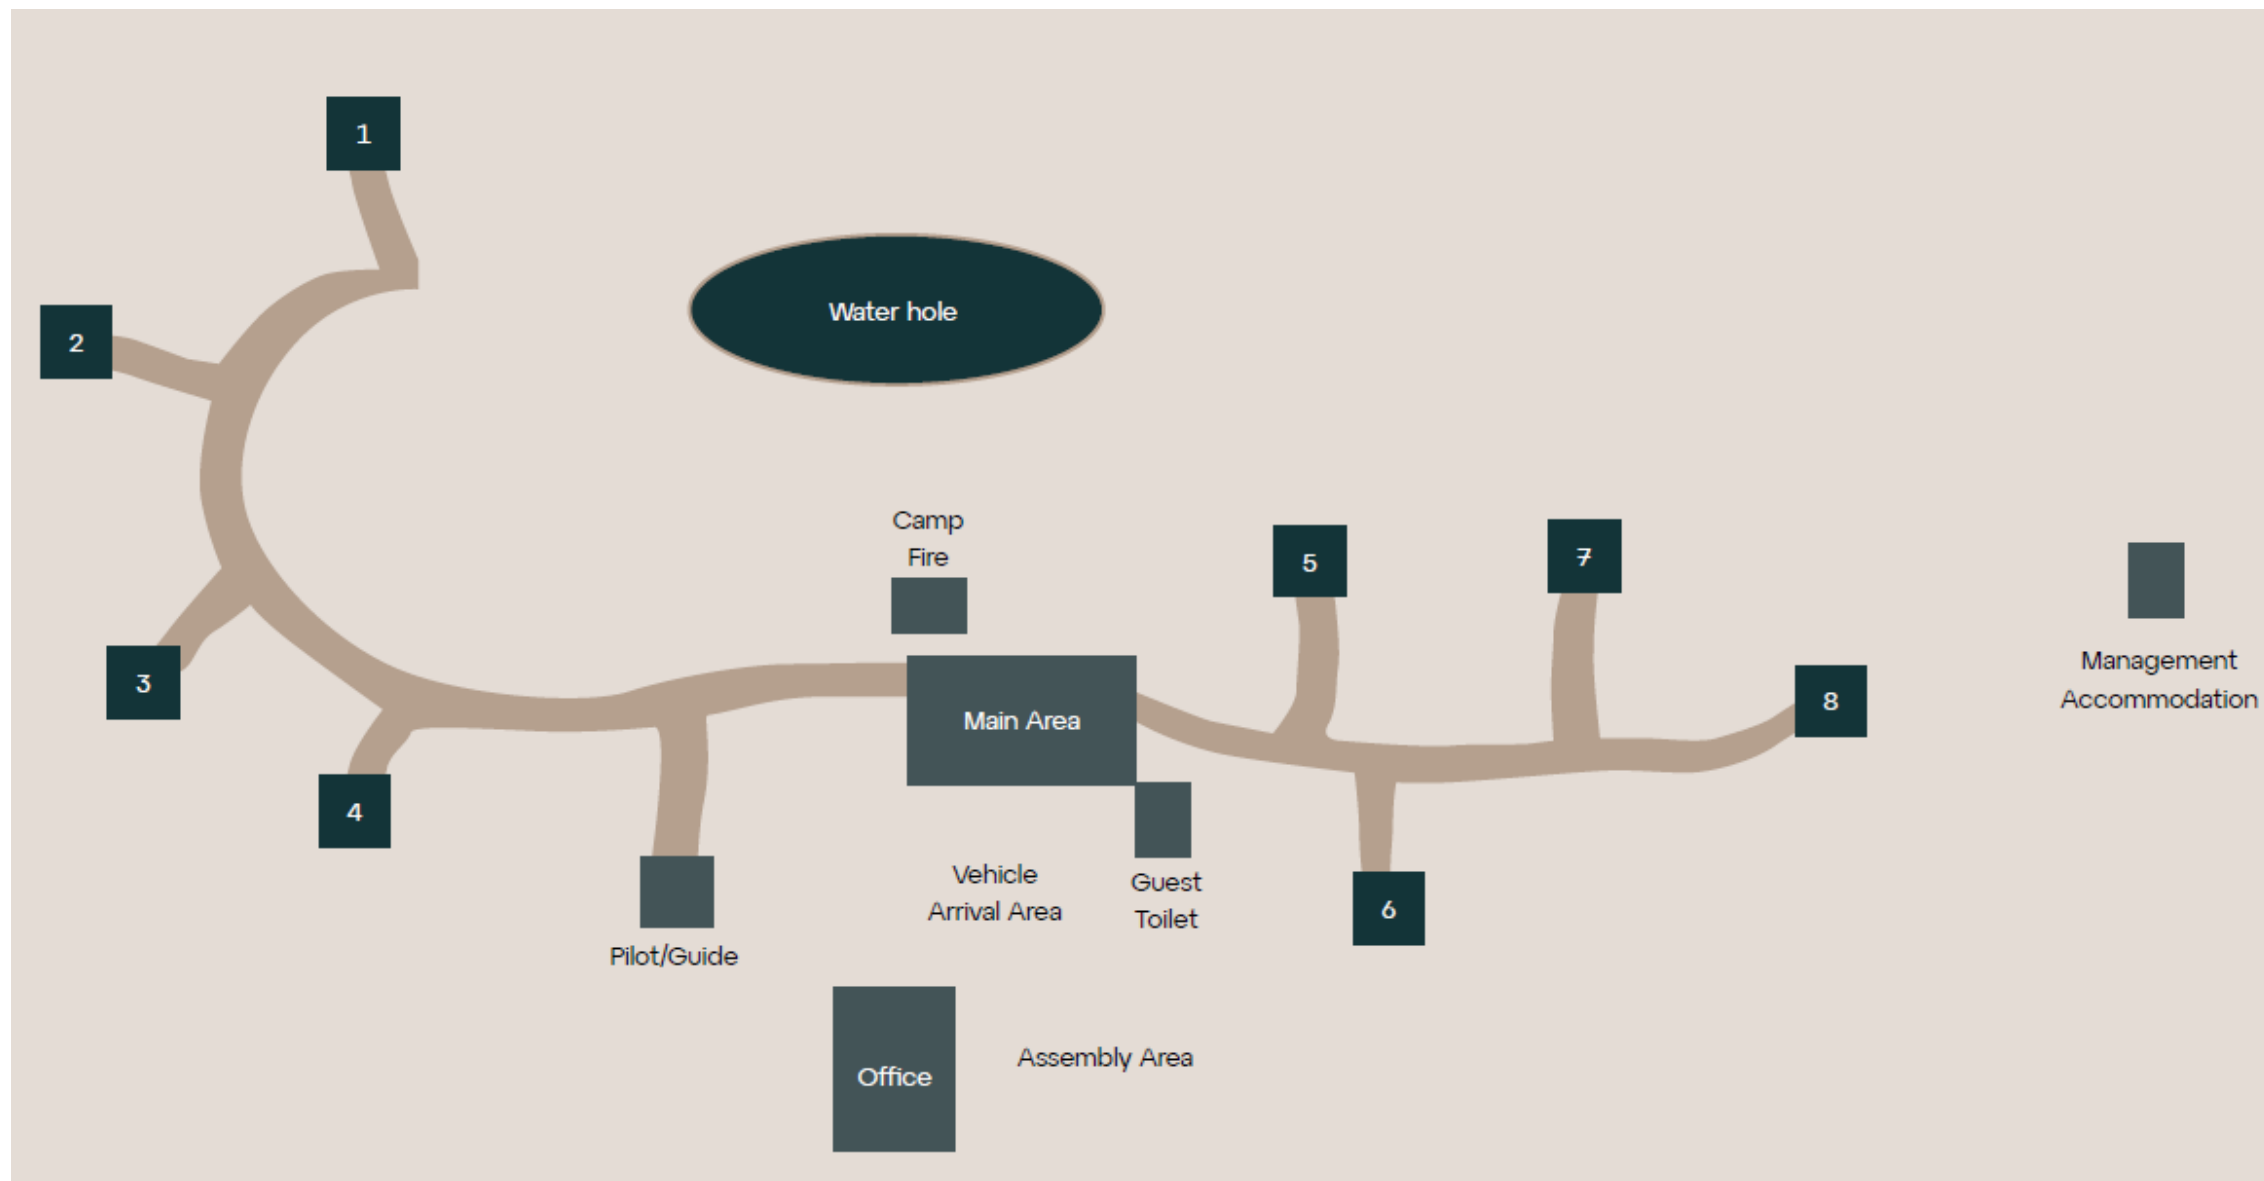 1
2
Water hole
Camp
Fire
5
7
3
Main Area
8
Management
Accommodation
4
Vehicle
Arrival Area
Guest
Toilet
6
Pilot/Guide
Office
Assembly Area